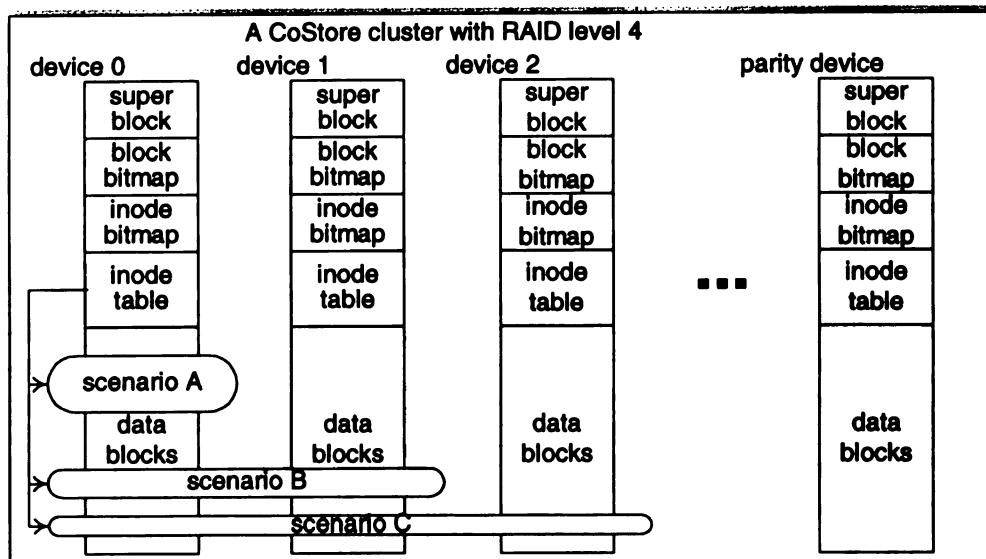 A CoStore cluster with RAID level 4
device 0
device 1
device 2
parity device
super
block
block
bitmap
inode
bitmap
inode
table
scenario A
data
blocks
super
block
block
bitmap
inode
bitmap
inode
table
data
blocks
super
block
block
bitmap
inode
bitmap
inode
table
data
blocks
super
block
block
bitmap
inode
bitmap
inode
table
data
blocks
scenario B
scenario C